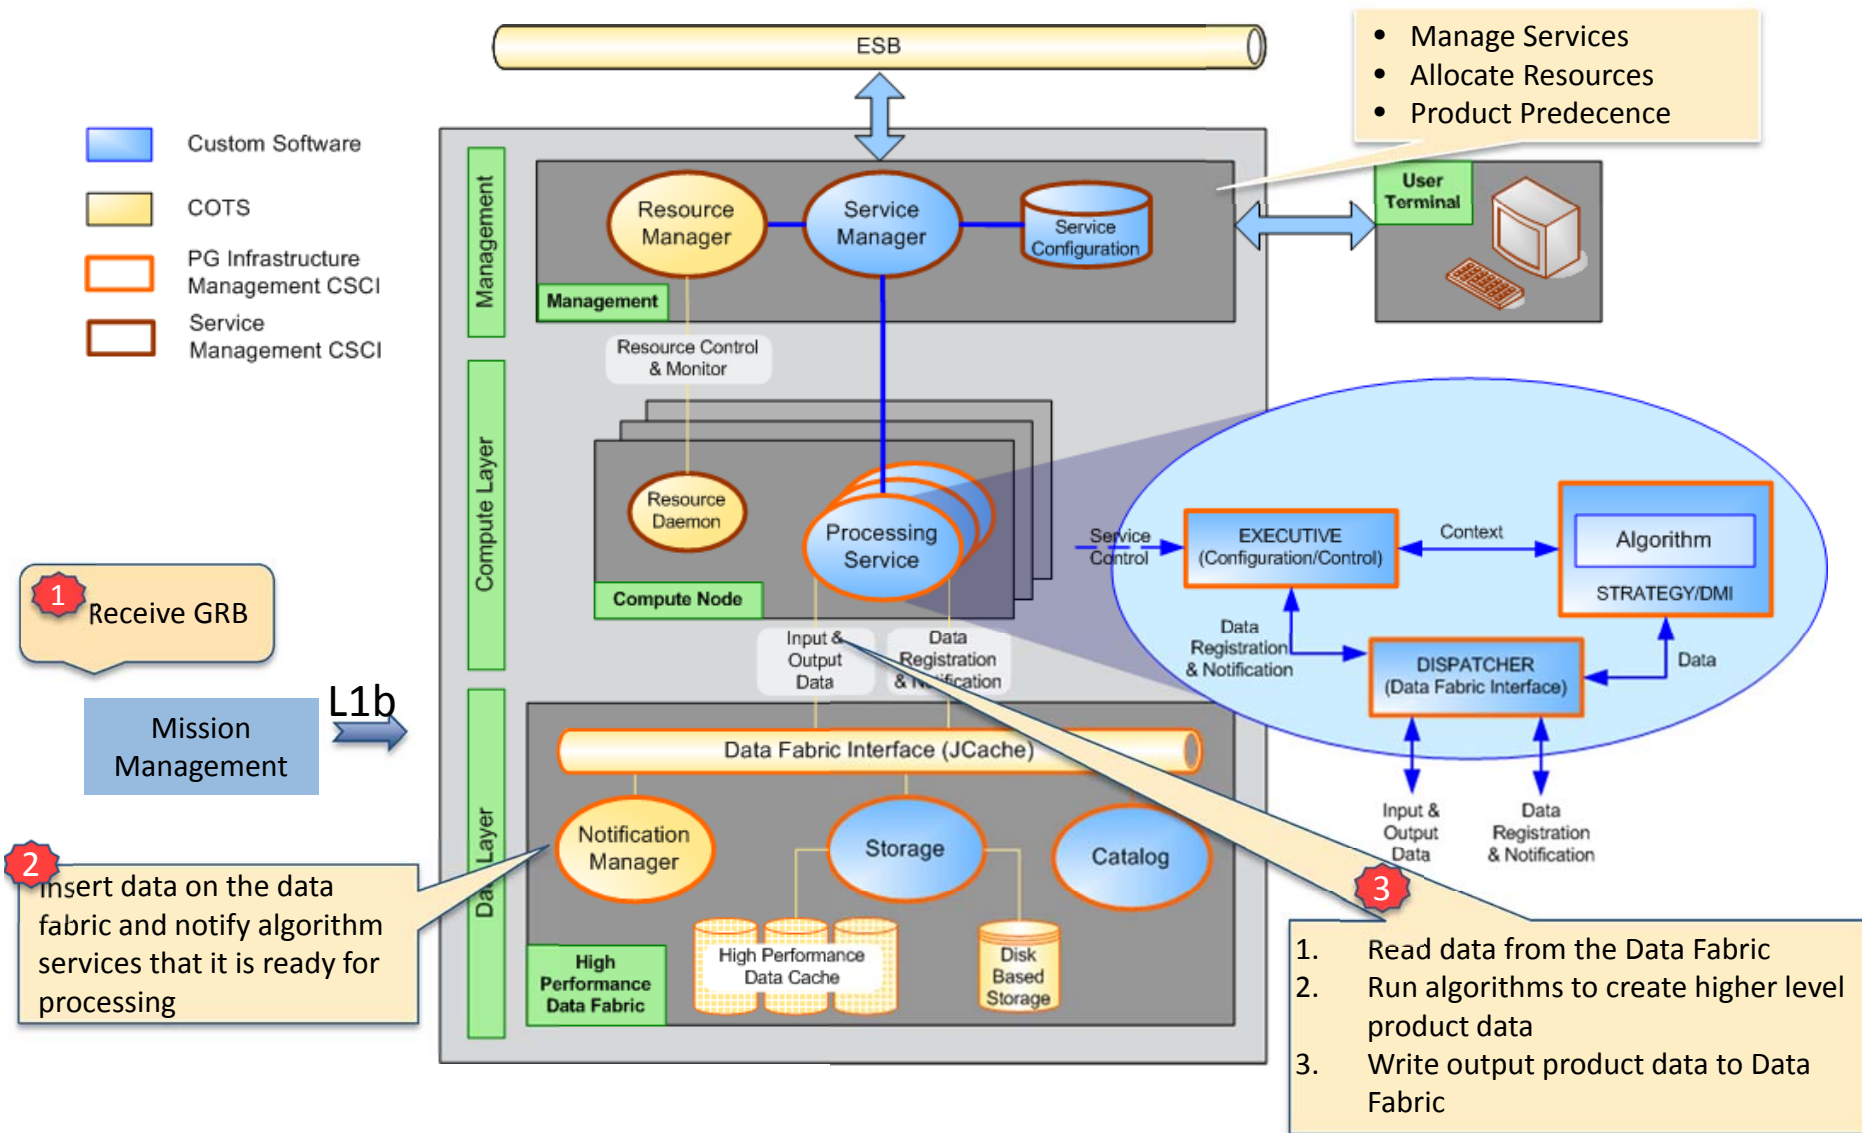 ESB
• Manage Services
• Allocate Resources
• Product Predecence
Custom Software
COTS
PG Infrastructure
Management CSCI
Service
Management CSCI
Management
Resource
Manager
Service
Manager
Service
Configuration
Management
User
Terminal
Resource Control
& Monitor
Compute Layer
Resource
Daemon
Processing
Service
Compute Node
Service
Control
EXECUTIVE
(Configuration/Control)
Context
Algorithm
STRATEGY/DMI
Data
Registration
& Notification
DISPATCHER
(Data Fabric Interface)
Data
Input &
Output
Data
Data
Registration
& Notification
1
Receive GRB
Mission
Management
L1b
Input &
Output
Data
Data
Registration
& Notification
Data Layer
Data Fabric Interface (JCache)
Notification
Manager
Storage
Catalog
High Performance
Data Cache
Disk
Based
Storage
High
Performance
Data Fabric
2
Insert data on the data
fabric and notify algorithm
services that it is ready for
processing
3
1. Read data from the Data Fabric
2. Run algorithms to create higher level
product data
3. Write output product data to Data
Fabric